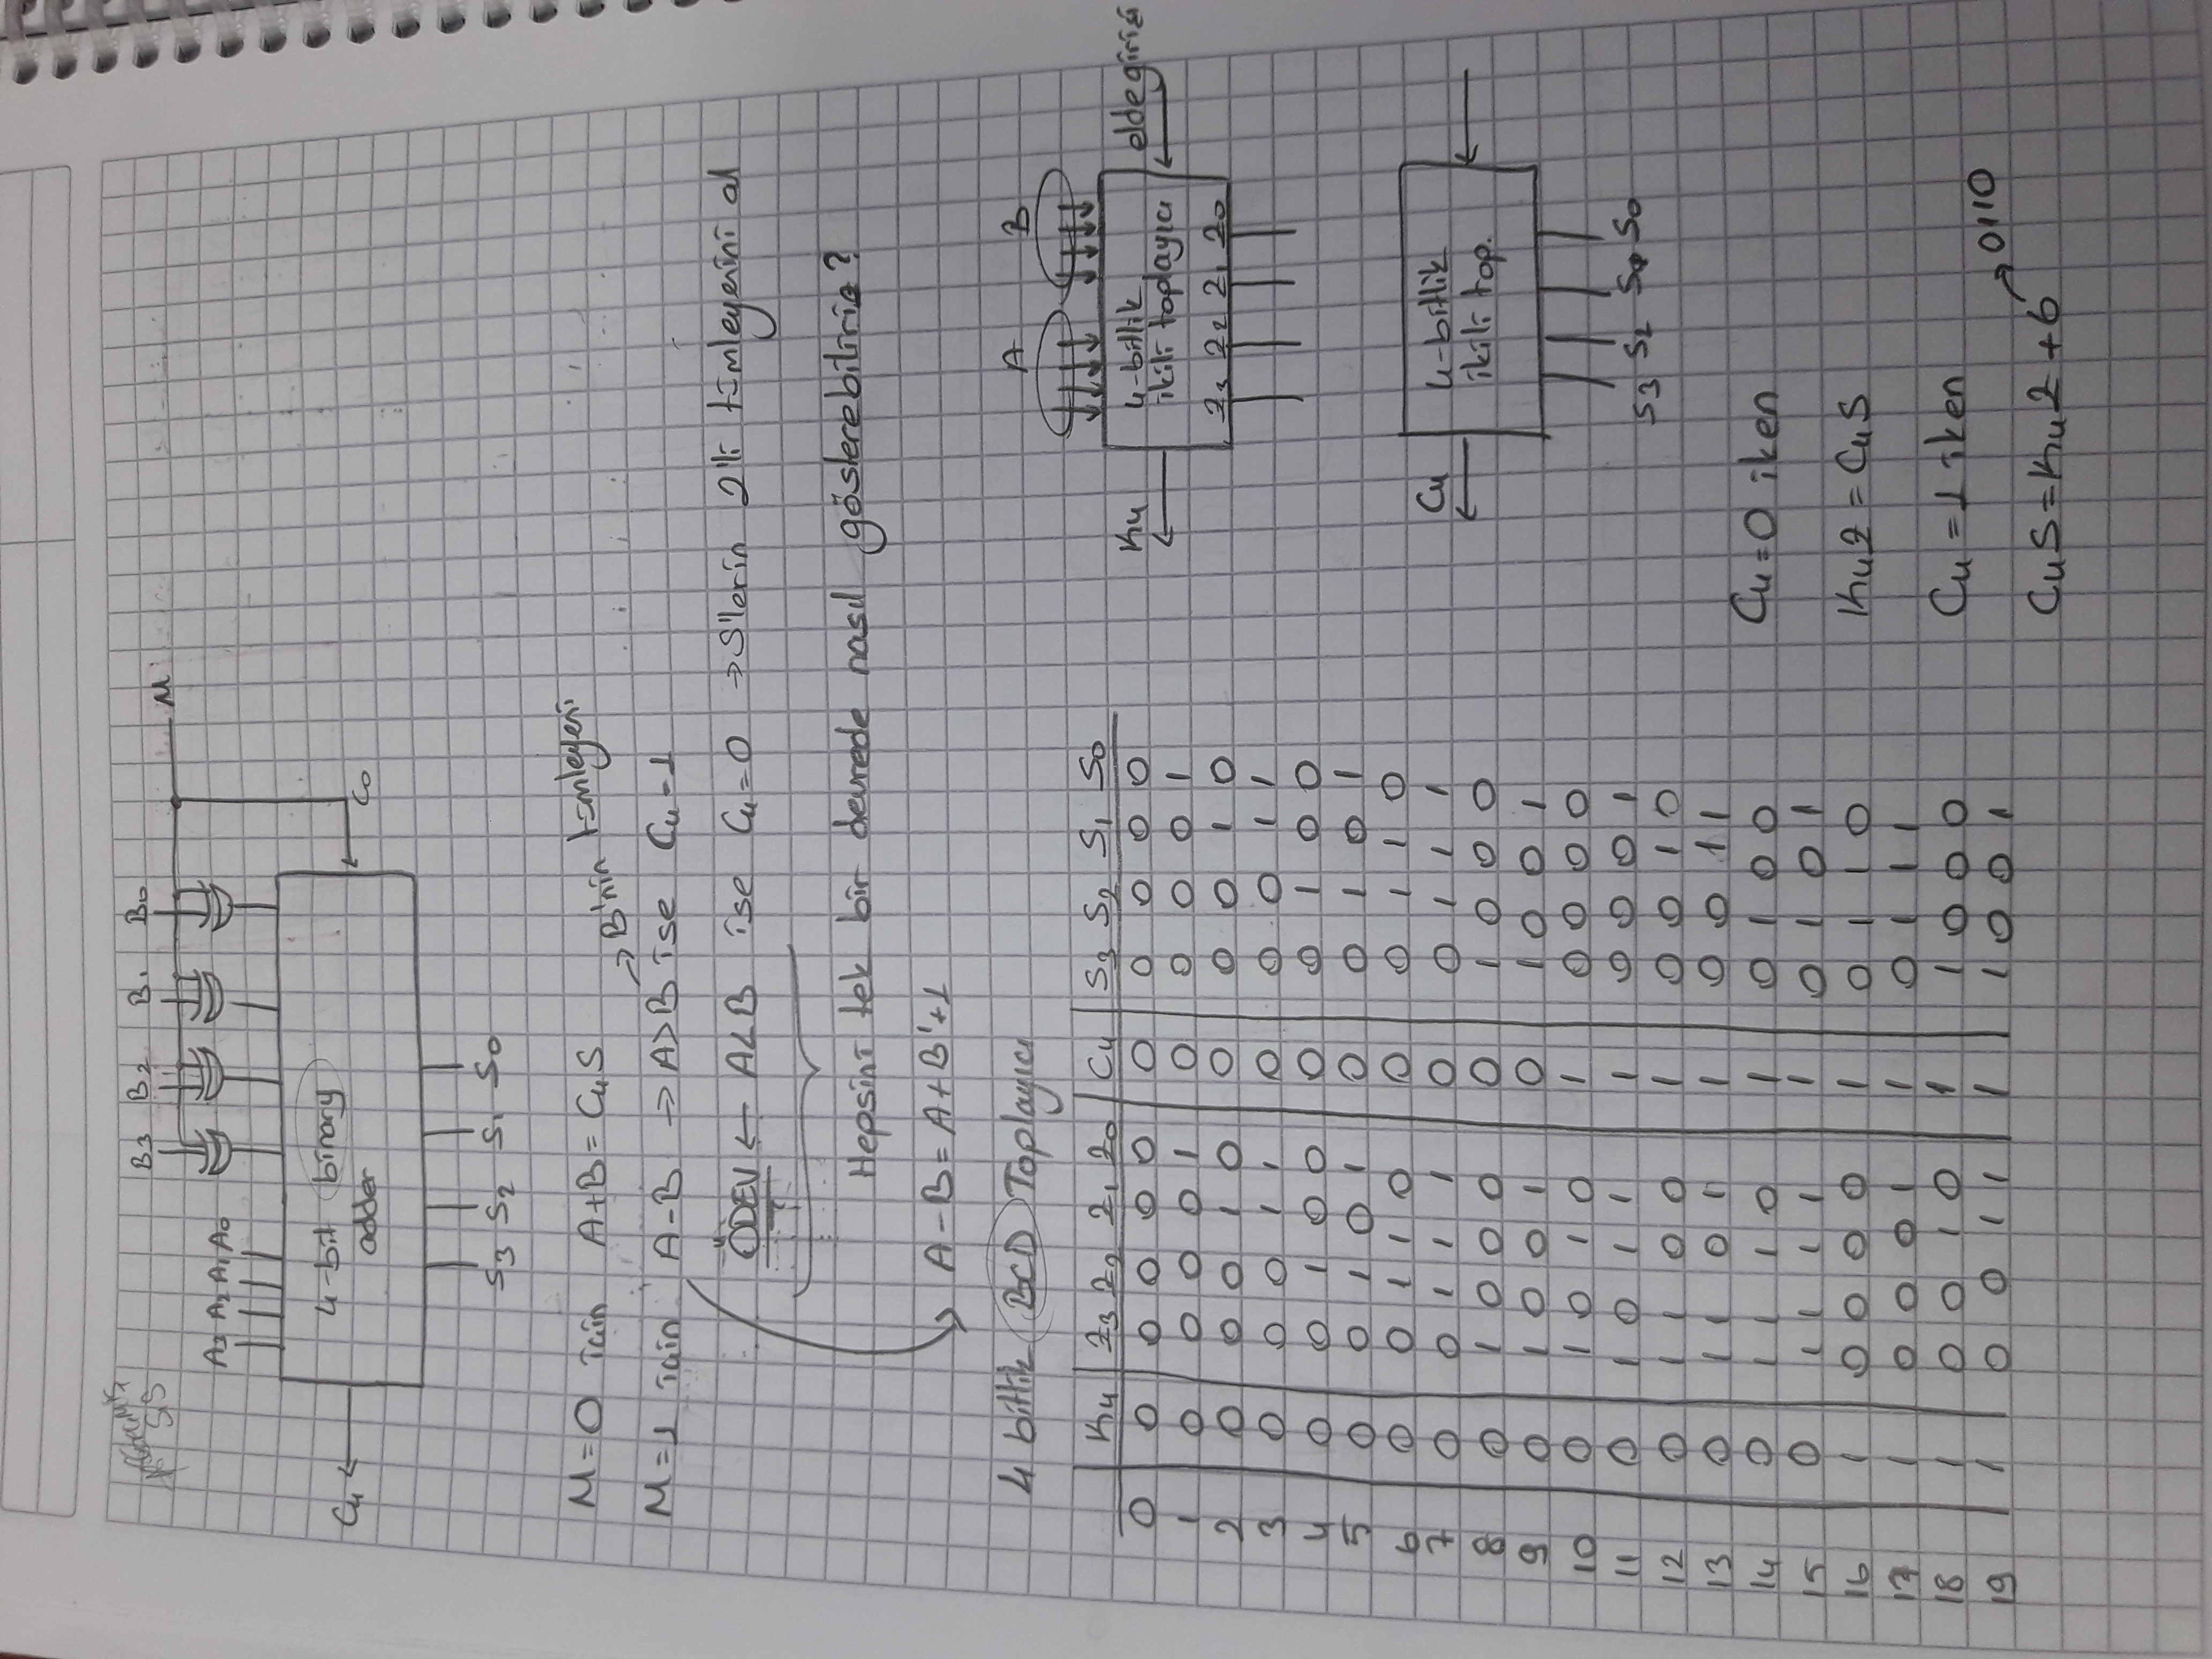 B3 B2 B1 B0
M
A3 A2 A1 A0
4-bit binary
adder
C4
C0
S3 S2 S1 S0
M=0 için A+B = C4S
→ B'nin tümleyeni
M=1 için A-B → A>B ise C4=1
ÖDEV ← A<B ise C4=0 → S'lerin 2'li tümleyenini al
Hepsini tek bir devrede nasıl gösterebiliriz?
A-B = A+B'+1
4 bitlik BCD Toplayıcı
K4 Z3 Z2 Z1 Z0 C4 S3 S2 S1 S0
0 0 0 0 0 0 0 0 0 0 0
1 0 0 0 0 1 0 0 0 0 1
2 0 0 0 1 0 0 0 0 1 0
3 0 0 0 1 1 0 0 0 1 1
4 0 0 1 0 0 0 0 1 0 0
5 0 0 1 0 1 0 0 1 0 1
6 0 0 1 1 0 0 0 1 1 0
7 0 0 1 1 1 0 0 1 1 1
8 0 1 0 0 0 0 1 0 0 0
9 0 1 0 0 1 0 1 0 0 1
10 0 1 0 1 0 1 0 0 0 0
11 0 1 0 1 1 1 0 0 0 1
12 0 1 1 0 0 1 0 0 1 0
13 0 1 1 0 1 1 0 0 1 1
14 0 1 1 1 0 1 0 1 0 0
15 0 1 1 1 1 1 0 1 0 1
16 1 0 0 0 0 1 0 1 1 0
17 1 0 0 0 1 1 0 1 1 1
18 1 0 0 1 0 1 1 0 0 0
19 1 0 0 1 1 1 1 0 0 1
A B
K4
4-bitlik
ikili toplayıcı
elde girişi
Z3 Z2 Z1 Z0
C4
4-bitlik
ikili top.
S3 S2 S1 S0
C4=0 iken
K4Z = C4S
C4=1 iken
→ 0110
C4S = K4Z + 6